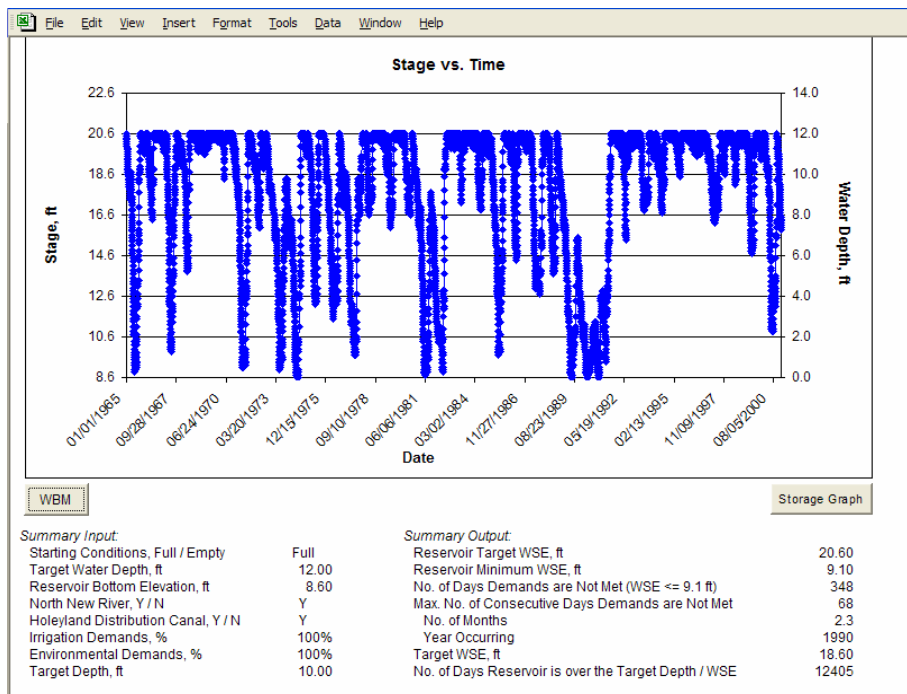 File Edit View Insert Format Tools Data Window Help
Stage vs. Time
22.6
20.6
18.6
16.6
14.6
12.6
10.6
8.6
Stage, ft
14.0
12.0
10.0
8.0
6.0
4.0
2.0
0.0
Water Depth, ft
01/01/1965
09/28/1967
06/24/1970
03/20/1973
12/15/1975
09/10/1978
06/06/1981
03/02/1984
11/27/1986
08/23/1989
05/19/1992
02/13/1995
11/09/1997
08/05/2000
Date
WBM
Storage Graph
Summary Input:
Starting Conditions, Full / Empty Full
Target Water Depth, ft 12.00
Reservoir Bottom Elevation, ft 8.60
North New River, Y / N Y
Holeyland Distribution Canal, Y / N Y
Irrigation Demands, % 100%
Environmental Demands, % 100%
Target Depth, ft 10.00
Summary Output:
Reservoir Target WSE, ft 20.60
Reservoir Minimum WSE, ft 9.10
No. of Days Demands are Not Met (WSE <= 9.1 ft) 348
Max. No. of Consecutive Days Demands are Not Met 68
No. of Months 2.3
Year Occurring 1990
Target WSE, ft 18.60
No. of Days Reservoir is over the Target Depth / WSE 12405